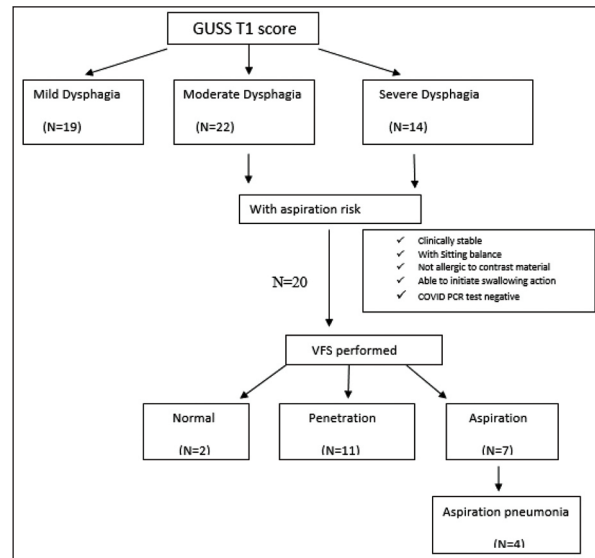 GUSS T1 score
Mild Dysphagia
(N=19)
Moderate Dysphagia
(N=22)
Severe Dysphagia
(N=14)
With aspiration risk
✓ Clinically stable
✓ With Sitting balance
✓ Not allergic to contrast material
✓ Able to initiate swallowing action
✓ COVID PCR test negative
N=20
VFS performed
Normal
(N=2)
Penetration
(N=11)
Aspiration
(N=7)
Aspiration pneumonia
(N=4)